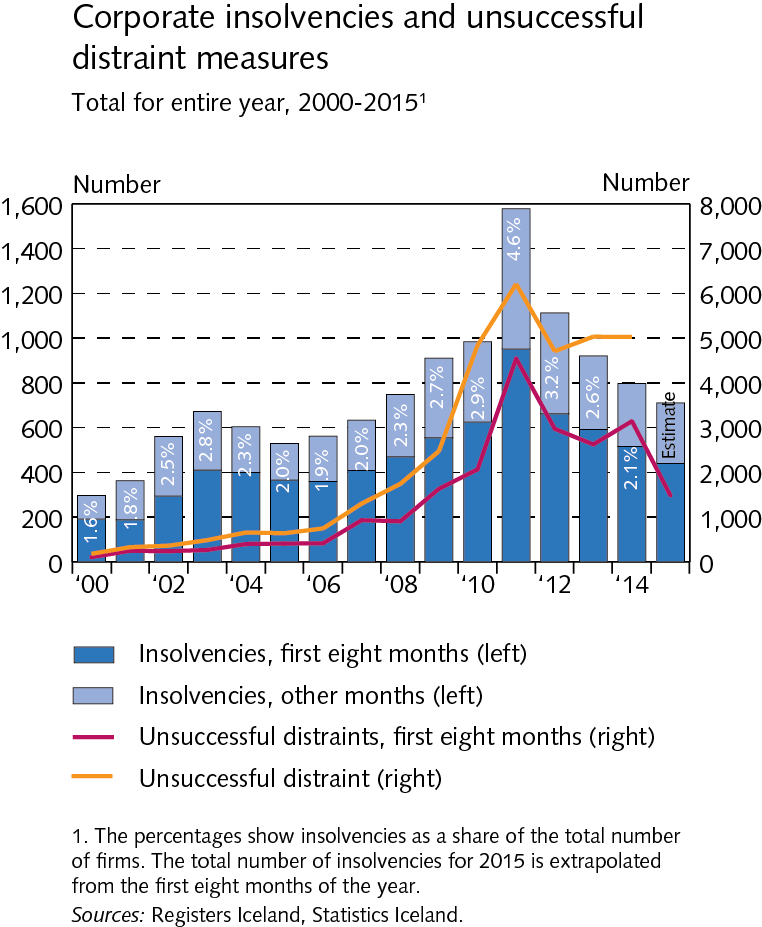 Corporate insolvencies and unsuccessful
distraint measures
Total for entire year, 2000-2015¹
Number Number
1,600 8,000
1,400 7,000
1,200 6,000
1,000 5,000
800 4,000
600 3,000
400 2,000
200 1,000
0 0
1.6% 1.8% 2.5% 2.8% 2.3% 2.0% 1.9% 2.0% 2.3% 2.7% 2.9% 4.6% 3.2% 2.6% 2.1% Estimate
‘00 ‘02 ‘04 ‘06 ‘08 ‘10 ‘12 ‘14
Insolvencies, first eight months (left)
Insolvencies, other months (left)
Unsuccessful distraints, first eight months (right)
Unsuccessful distraint (right)
1. The percentages show insolvencies as a share of the total number
of firms. The total number of insolvencies for 2015 is extrapolated
from the first eight months of the year.
Sources: Registers Iceland, Statistics Iceland.